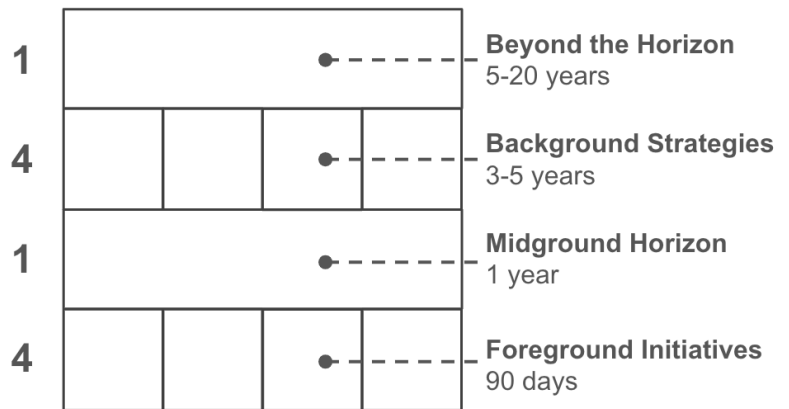 1
Beyond the Horizon
5-20 years
4
Background Strategies
3-5 years
1
Midground Horizon
1 year
4
Foreground Initiatives
90 days